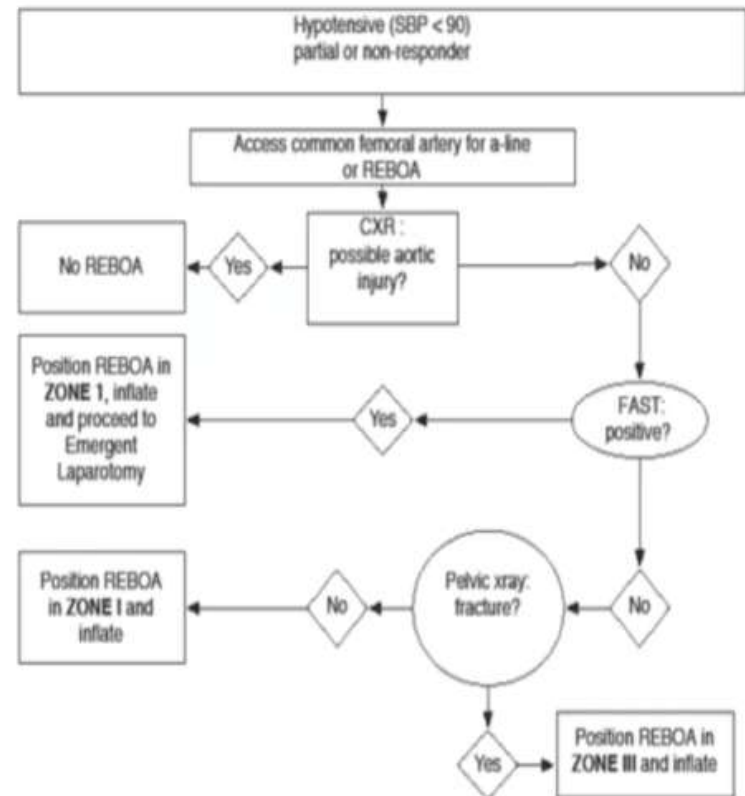 Hypotensive (SBP < 90)
partial or non-responder
Access common femoral artery for a-line
or REBOA
CXR :
possible aortic
injury?
Yes
No REBOA
No
FAST:
positive?
Yes
Position REBOA in
ZONE 1, inflate
and proceed to
Emergent
Laparotomy
No
Pelvic xray:
fracture?
No
Position REBOA
in ZONE I and
inflate
Yes
Position REBOA in
ZONE III and inflate